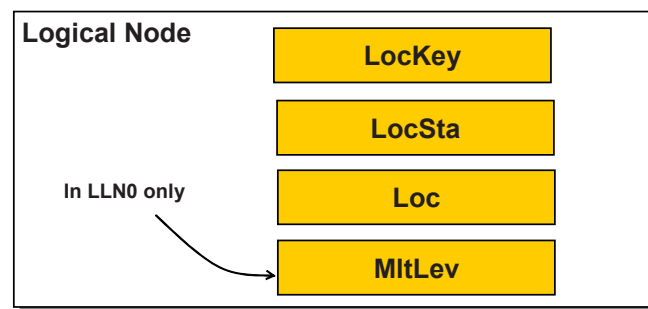 Logical Node
LocKey
LocSta
In LLN0 only
Loc
MltLev